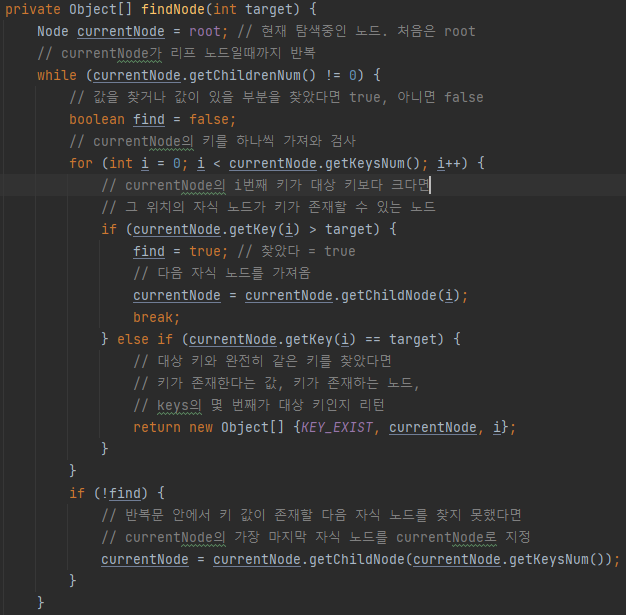 private Object[] findNode(int target) {
    Node currentNode = root; // 현재 탐색중인 노드. 처음은 root
    // currentNode가 리프 노드일때까지 반복
    while (currentNode.getChildrenNum() != 0) {
        // 값을 찾거나 값이 있을 부분을 찾았다면 true, 아니면 false
        boolean find = false;
        // currentNode의 키를 하나씩 가져와 검사
        for (int i = 0; i < currentNode.getKeysNum(); i++) {
            // currentNode의 i번째 키가 대상 키보다 크다면
            // 그 위치의 자식 노드가 키가 존재할 수 있는 노드
            if (currentNode.getKey(i) > target) {
                find = true; // 찾았다 = true
                // 다음 자식 노드를 가져옴
                currentNode = currentNode.getChildNode(i);
                break;
            } else if (currentNode.getKey(i) == target) {
                // 대상 키와 완전히 같은 키를 찾았다면
                // 키가 존재한다는 값, 키가 존재하는 노드,
                // keys의 몇 번째가 대상 키인지 리턴
                return new Object[] {KEY_EXIST, currentNode, i};
            }
        }
        if (!find) {
            // 반복문 안에서 키 값이 존재할 다음 자식 노드를 찾지 못했다면
            // currentNode의 가장 마지막 자식 노드를 currentNode로 지정
            currentNode = currentNode.getChildNode(currentNode.getKeysNum());
        }
    }